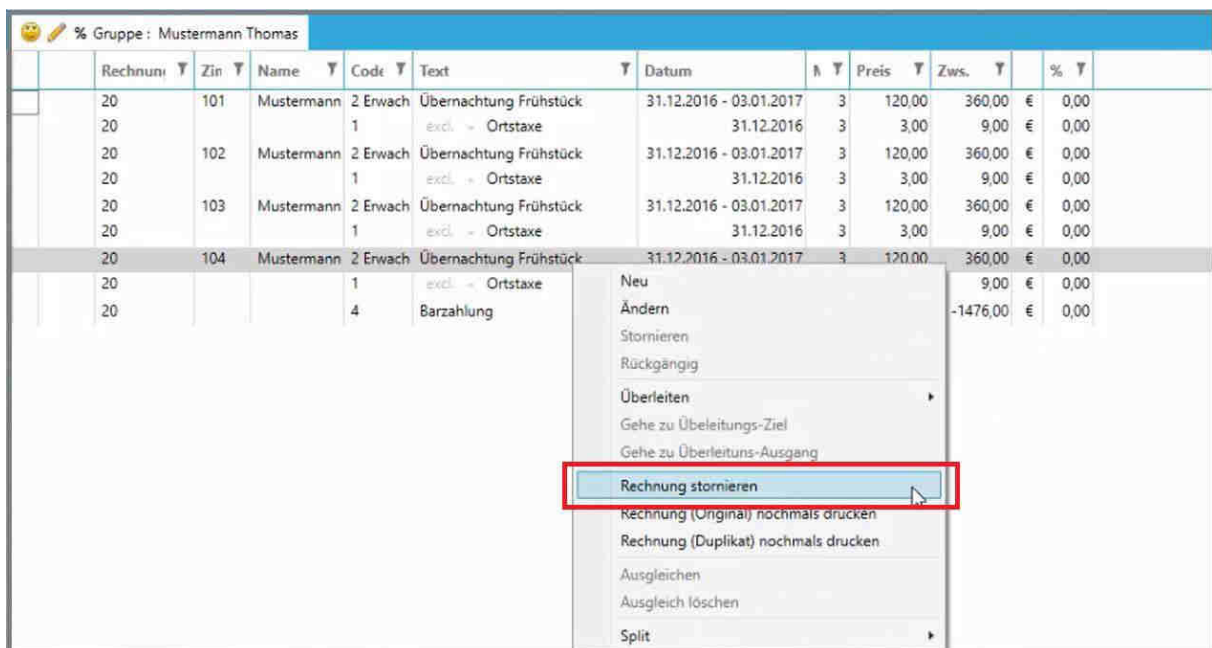 % Gruppe : Mustermann Thomas
Rechnung Zin Name Code Text Datum Preis Zws. %
20 101 Mustermann 2 Erwach Übernachtung Frühstück 31.12.2016 - 03.01.2017 3 120,00 360,00 € 0,00
20 1 excl. - Ortstaxe 31.12.2016 3 3,00 9,00 € 0,00
20 102 Mustermann 2 Erwach Übernachtung Frühstück 31.12.2016 - 03.01.2017 3 120,00 360,00 € 0,00
20 1 excl. - Ortstaxe 31.12.2016 3 3,00 9,00 € 0,00
20 103 Mustermann 2 Erwach Übernachtung Frühstück 31.12.2016 - 03.01.2017 3 120,00 360,00 € 0,00
20 1 excl. - Ortstaxe 31.12.2016 3 3,00 9,00 € 0,00
20 104 Mustermann 2 Erwach Übernachtung Frühstück 31.12.2016 - 03.01.2017 3 120,00 360,00 € 0,00
20 1 excl. - Ortstaxe 9,00 € 0,00
20 4 Barzahlung -1476,00 € 0,00
Neu
Ändern
Stornieren
Rückgängig
Überleiten
Gehe zu Übeleitungs-Ziel
Gehe zu Überleituns-Ausgang
Rechnung stornieren
Rechnung (Original) nochmals drucken
Rechnung (Duplikat) nochmals drucken
Ausgleichen
Ausgleich löschen
Split